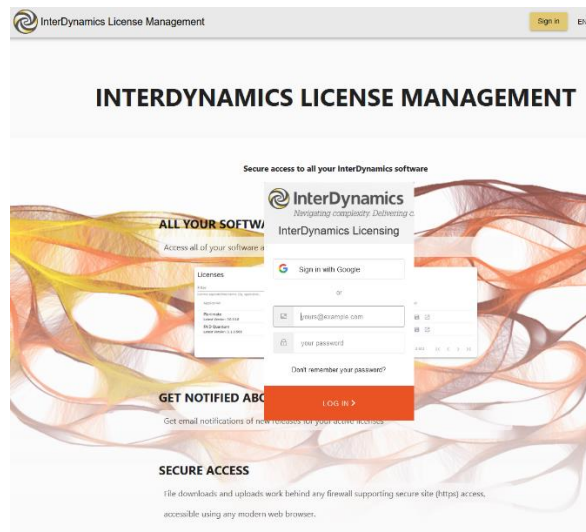 InterDynamics License Management
Sign in
EN
INTERDYNAMICS LICENSE MANAGEMENT
Secure access to all your InterDynamics software
InterDynamics
Navigating complexity. Delivering
InterDynamics Licensing
ALL YOUR SOFTWA
Access all of your software a
Licenses
Sign in with Google
or
yours@example.com
your password
Don't remember your password?
LOG IN >
GET NOTIFIED ABO
Get email notifications of new releases for your active licenses
SECURE ACCESS
File downloads and uploads work behind any firewall supporting secure site (https) access,
accessible using any modern web browser.